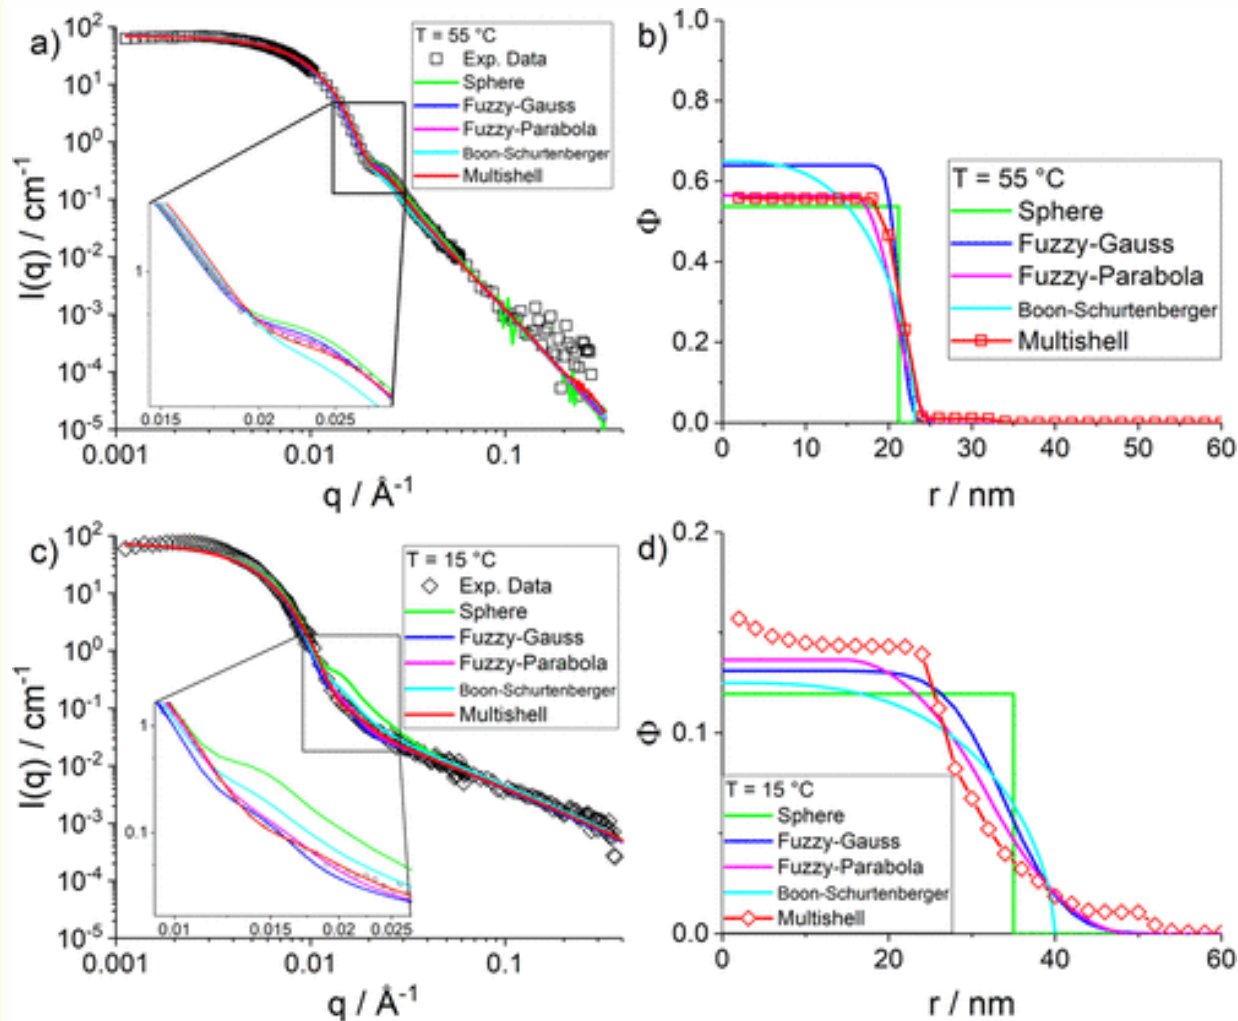 a)
10²
10¹
10⁰
10⁻¹
10⁻²
10⁻³
10⁻⁴
10⁻⁵
I(q) / cm⁻¹
T = 55 °C
Exp. Data
Sphere
Fuzzy-Gauss
Fuzzy-Parabola
Boon-Schurtenberger
Multishell
1
0.015 0.02 0.025
0.001 0.01 0.1
q / Å⁻¹
b)
1.0
0.8
0.6
0.4
0.2
0.0
Φ
T = 55 °C
Sphere
Fuzzy-Gauss
Fuzzy-Parabola
Boon-Schurtenberger
Multishell
0 10 20 30 40 50 60
r / nm
c)
10²
10¹
10⁰
10⁻¹
10⁻²
10⁻³
10⁻⁴
10⁻⁵
I(q) / cm⁻¹
T = 15 °C
Exp. Data
Sphere
Fuzzy-Gauss
Fuzzy-Parabola
Boon-Schurtenberger
Multishell
1
0.1
0.01 0.015 0.02 0.025
0.001 0.01 0.1
q / Å⁻¹
d)
0.2
0.1
0.0
Φ
T = 15 °C
Sphere
Fuzzy-Gauss
Fuzzy-Parabola
Boon-Schurtenberger
Multishell
0 20 40 60
r / nm